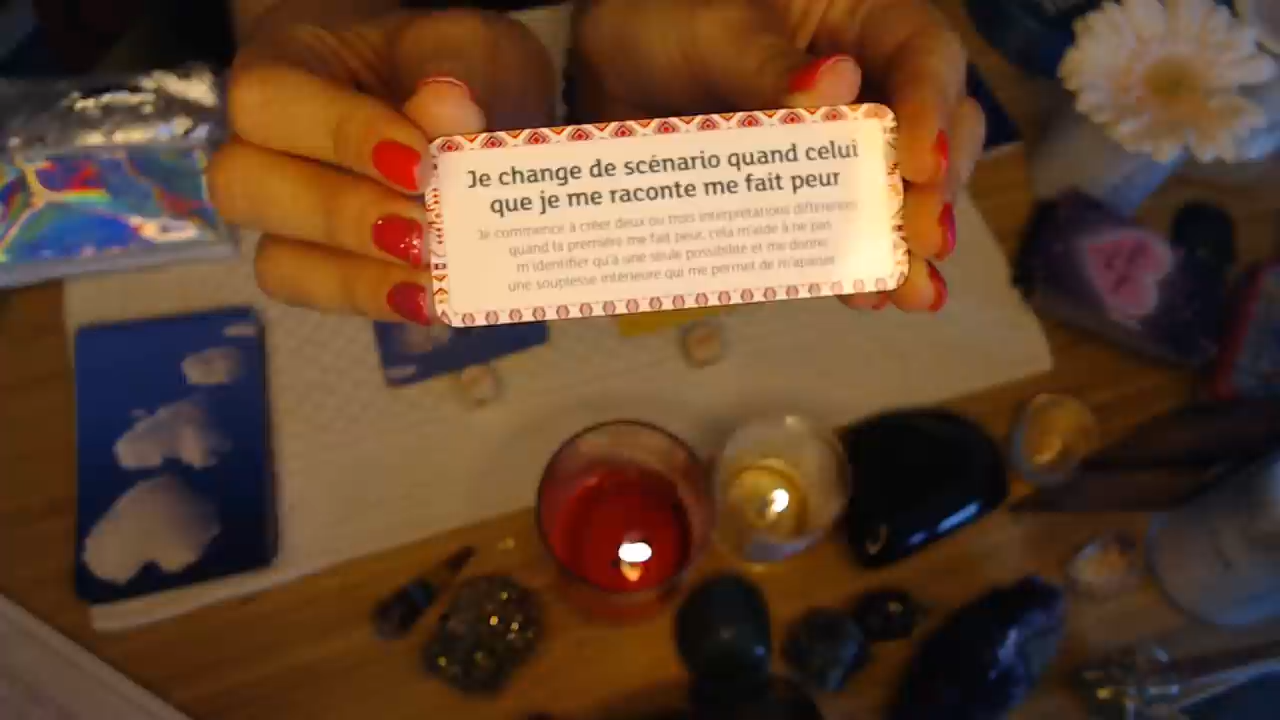 Je change de scénario quand celui
que je me raconte me fait peur
Je commence à créer deux ou trois interprétations différentes
quand la première me fait peur, cela m'aide à ne pas
m'identifier qu'à une seule possibilité et me donne
une souplesse intérieure qui me permet de m'apaiser